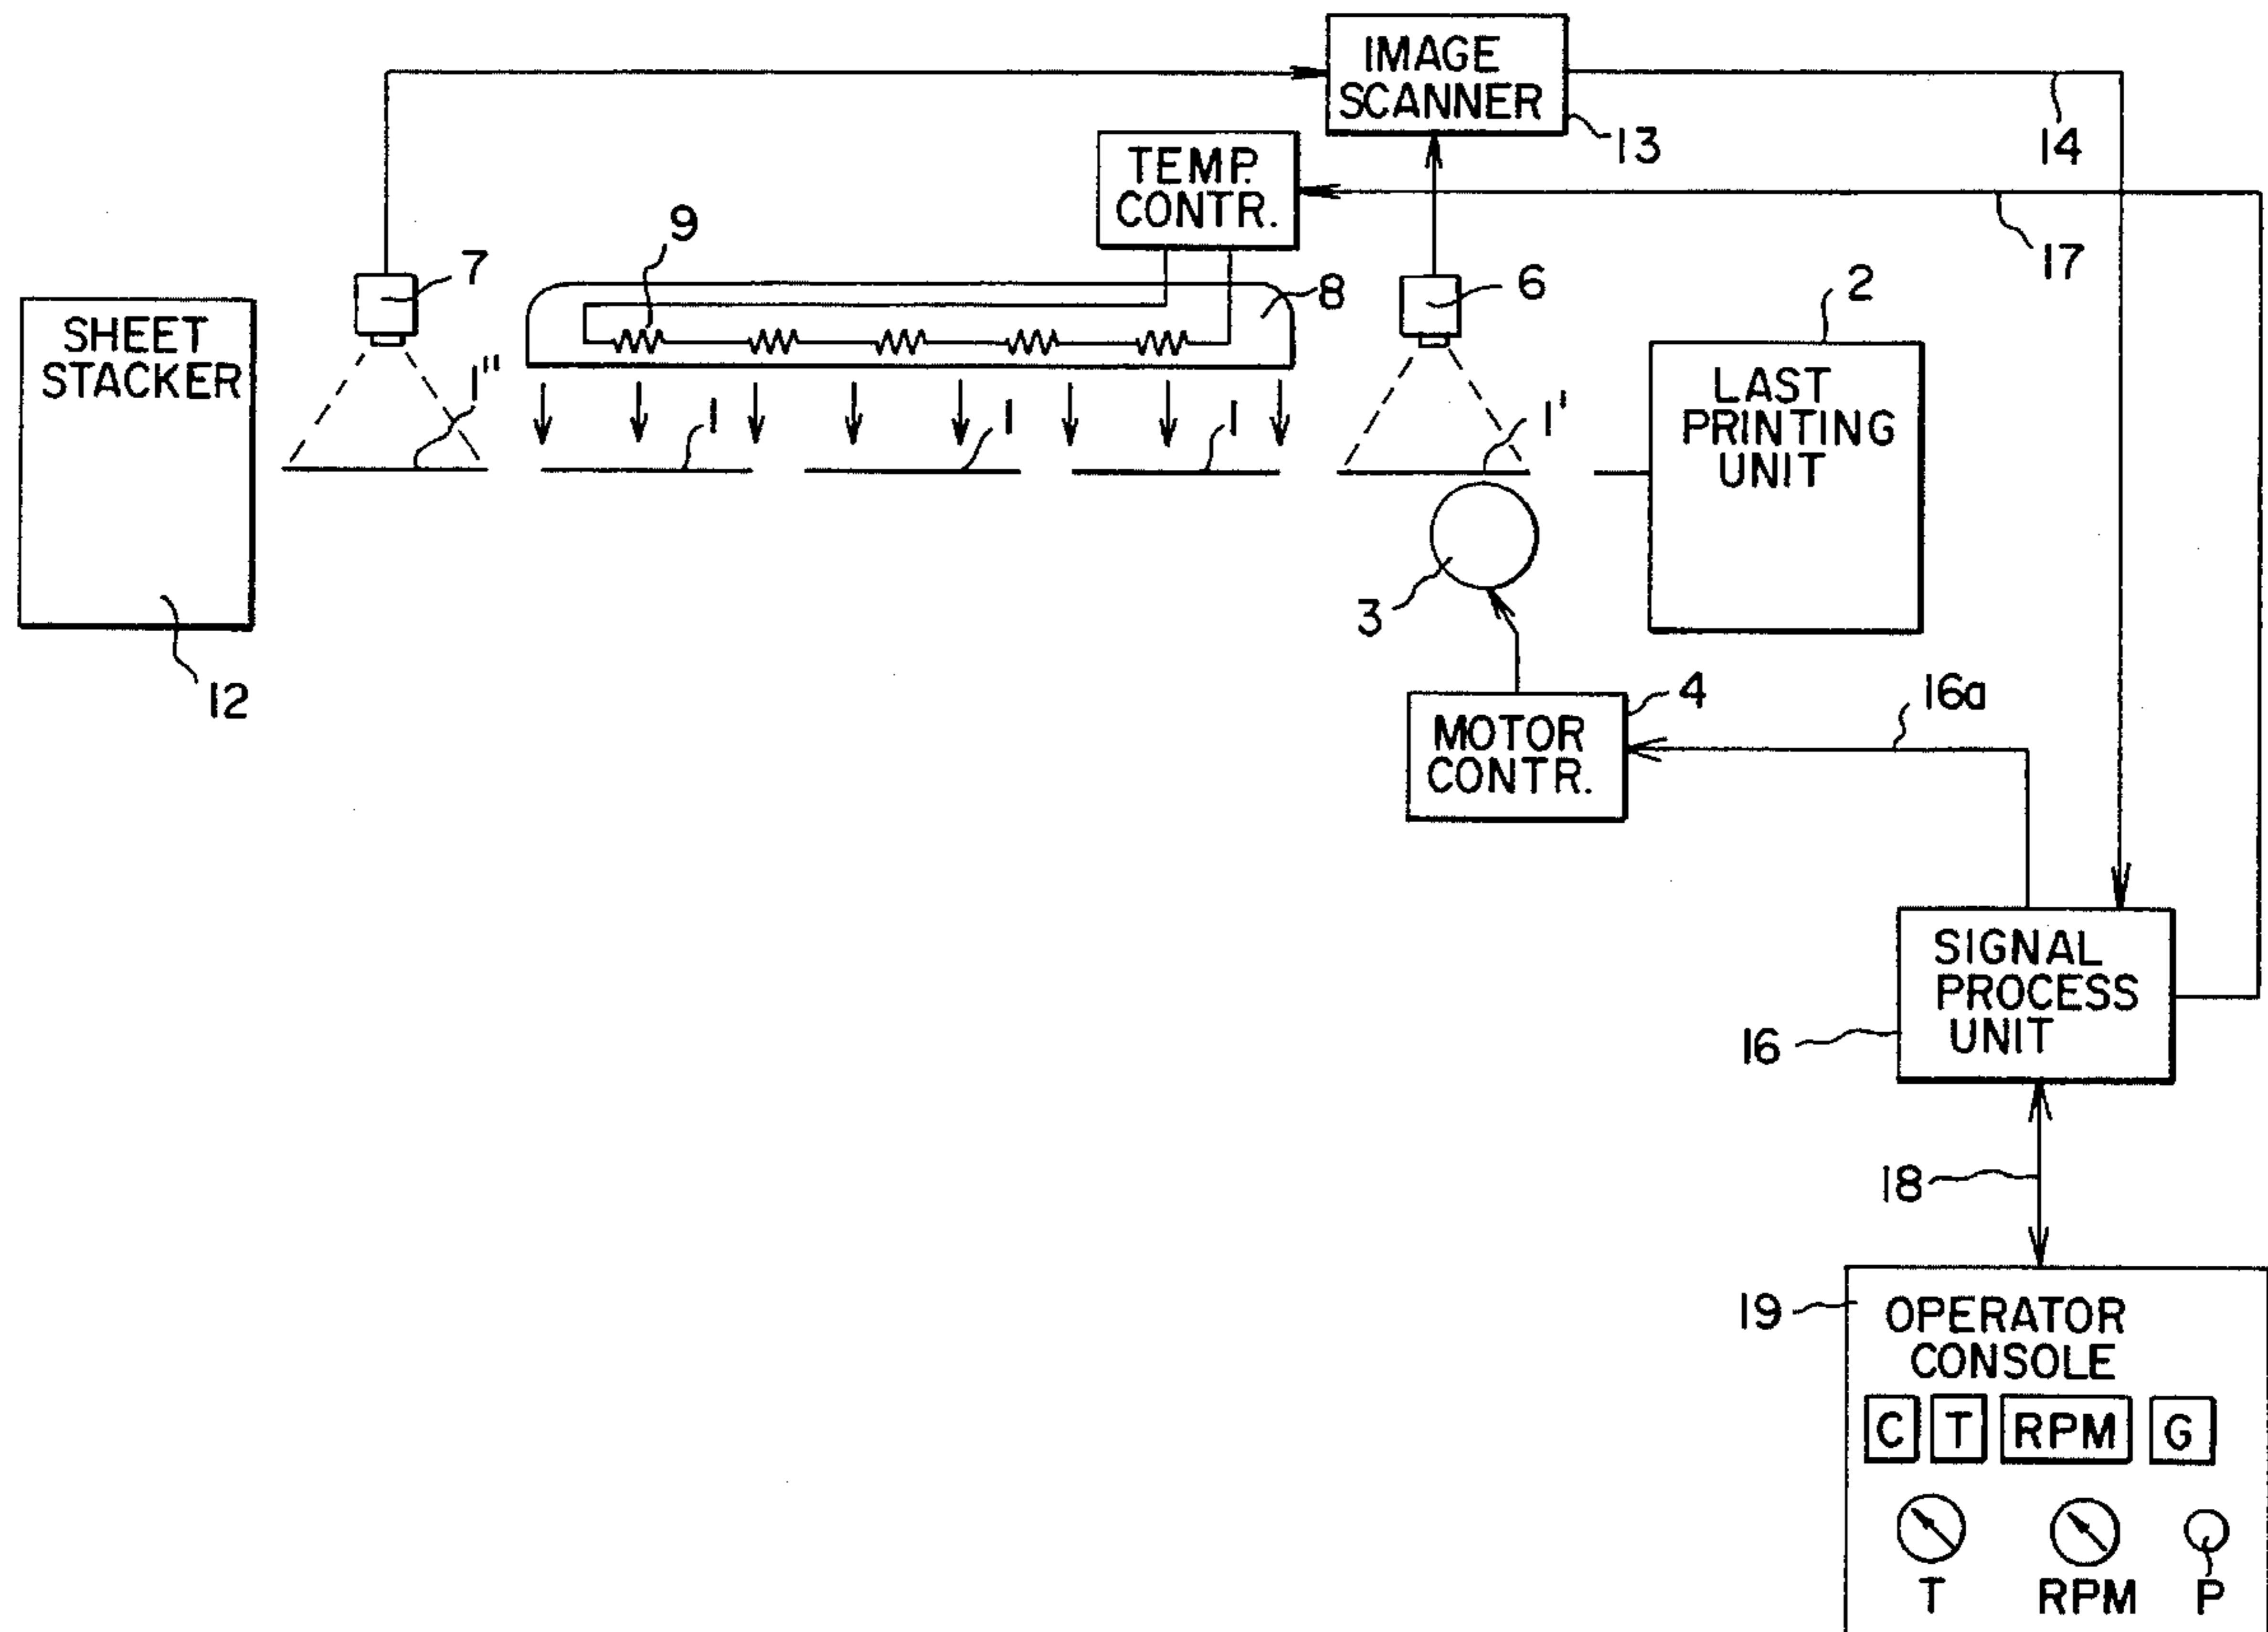 IMAGE
SCANNER
13
14
TEMP.
CONTR.
17
9
7
8
6
2
SHEET
STACKER
1"
1
1
1
1'
LAST
PRINTING
UNIT
3
12
4
16a
MOTOR
CONTR.
SIGNAL
PROCESS
UNIT
16
18
19
OPERATOR
CONSOLE
C T RPM G
T RPM P